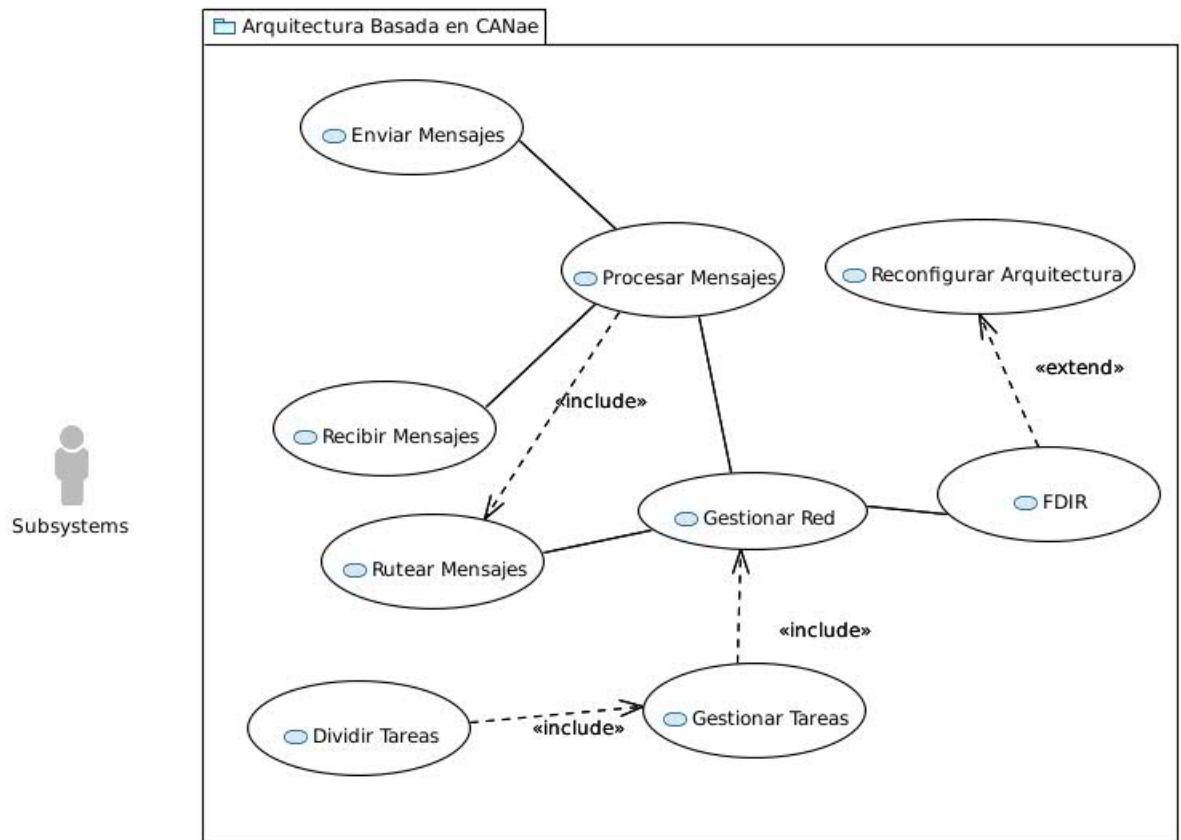 Arquitectura Basada en CANae
Enviar Mensajes
Procesar Mensajes
Reconfigurar Arquitectura
«extend»
«include»
Recibir Mensajes
Subsystems
FDIR
Gestionar Red
Rutear Mensajes
«include»
Gestionar Tareas
«include»
Dividir Tareas